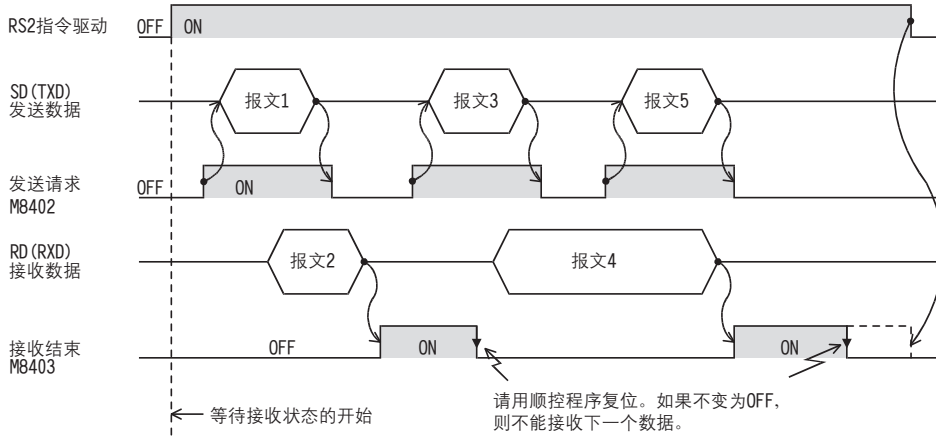 RS2指令驱动 OFF ON
SD(TXD)
发送数据
报文1 报文3 报文5
发送请求
M8402
OFF ON
RD(RXD)
接收数据
报文2 报文4
接收结束
M8403
OFF ON ON
等待接收状态的开始
请用顺控程序复位。如果不变为OFF,
则不能接收下一个数据。